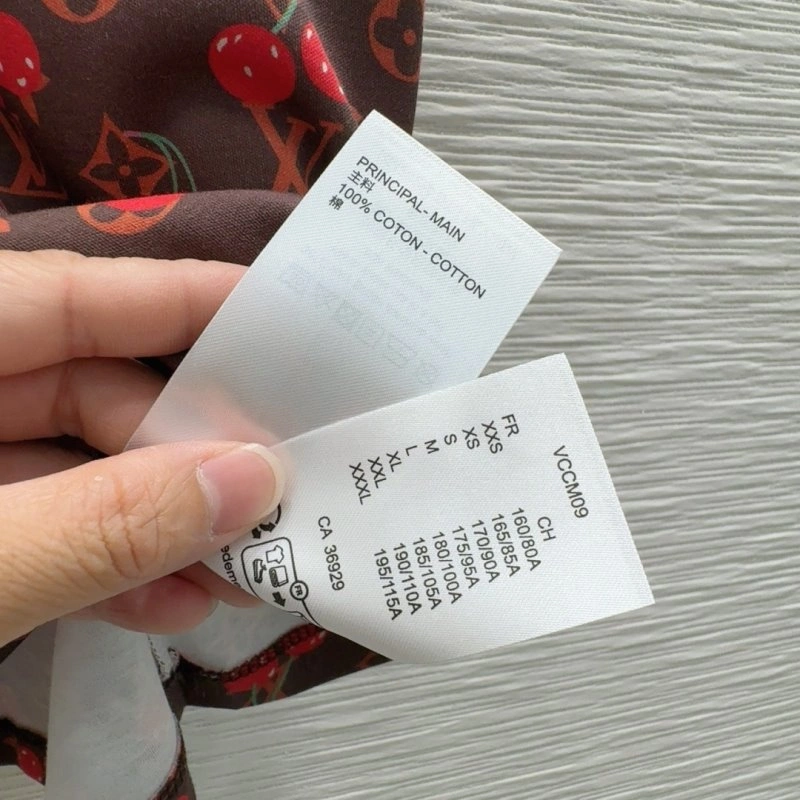 PRINCIPAL- MAIN
主料
100% COTON - COTTON
棉
VCCM09
FR CH
XXS 160/80A
XS 165/85A
S 170/90A
M 175/95A
L 180/100A
XL 185/105A
XXL 190/110A
XXXL 195/115A
CA 36929
FR